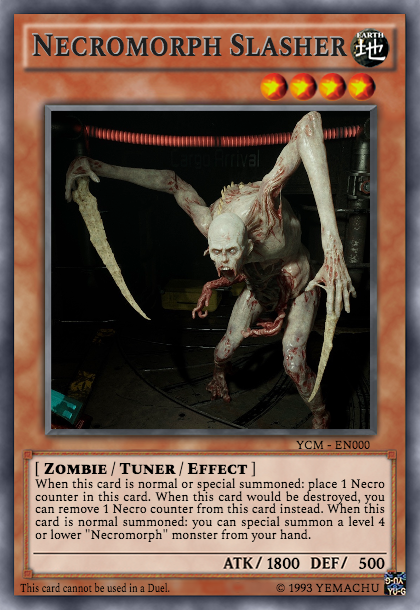 NECROMORPH SLASHER
EARTH
地
Cargo Arrival
YCM - EN000
[ ZOMBIE / TUNER / EFFECT ]
When this card is normal or special summoned: place 1 Necro
counter in this card. When this card would be destroyed, you
can remove 1 Necro counter from this card instead. When this
card is normal summoned: you can special summon a level 4
or lower "Necromorph" monster from your hand.
ATK/ 1800 DEF/ 500
This card cannot be used in a Duel.
© 1993 YEMACHU
YU-G